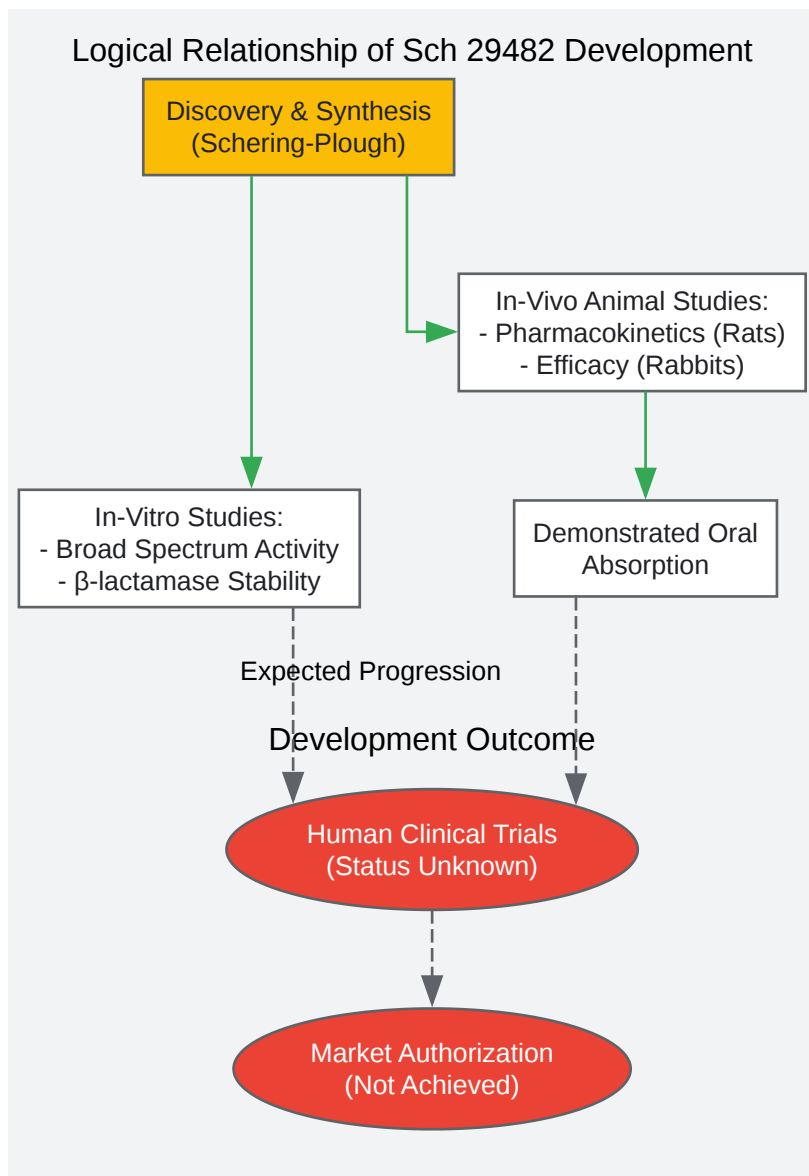 Logical Relationship of Sch 29482 Development
Discovery & Synthesis
(Schering-Plough)
In-Vivo Animal Studies:
- Pharmacokinetics (Rats)
- Efficacy (Rabbits)
In-Vitro Studies:
- Broad Spectrum Activity
- β-lactamase Stability
Demonstrated Oral
Absorption
Expected Progression
Development Outcome
Human Clinical Trials
(Status Unknown)
Market Authorization
(Not Achieved)